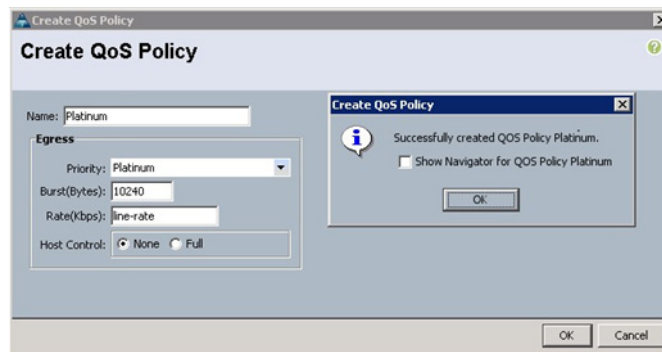 Create QoS Policy
Create QoS Policy
Name: Platinum
Egress
Priority: Platinum
Burst(Bytes): 10240
Rate(Kbps): line-rate
Host Control: None Full
Create QoS Policy
Successfully created QOS Policy Platinum.
Show Navigator for QOS Policy Platinum
OK
OK Cancel